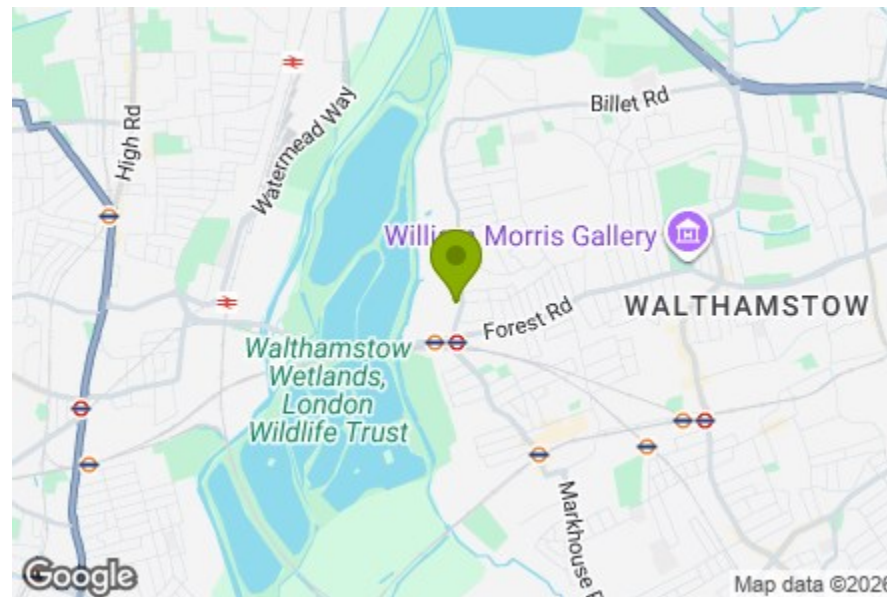 Billet Rd
High Rd
Watermead Way
William Morris Gallery
WALTHAMSTOW
Forest Rd
Walthamstow
Wetlands,
London
Wildlife Trust
Markhouse R
Google
Map data ©2026